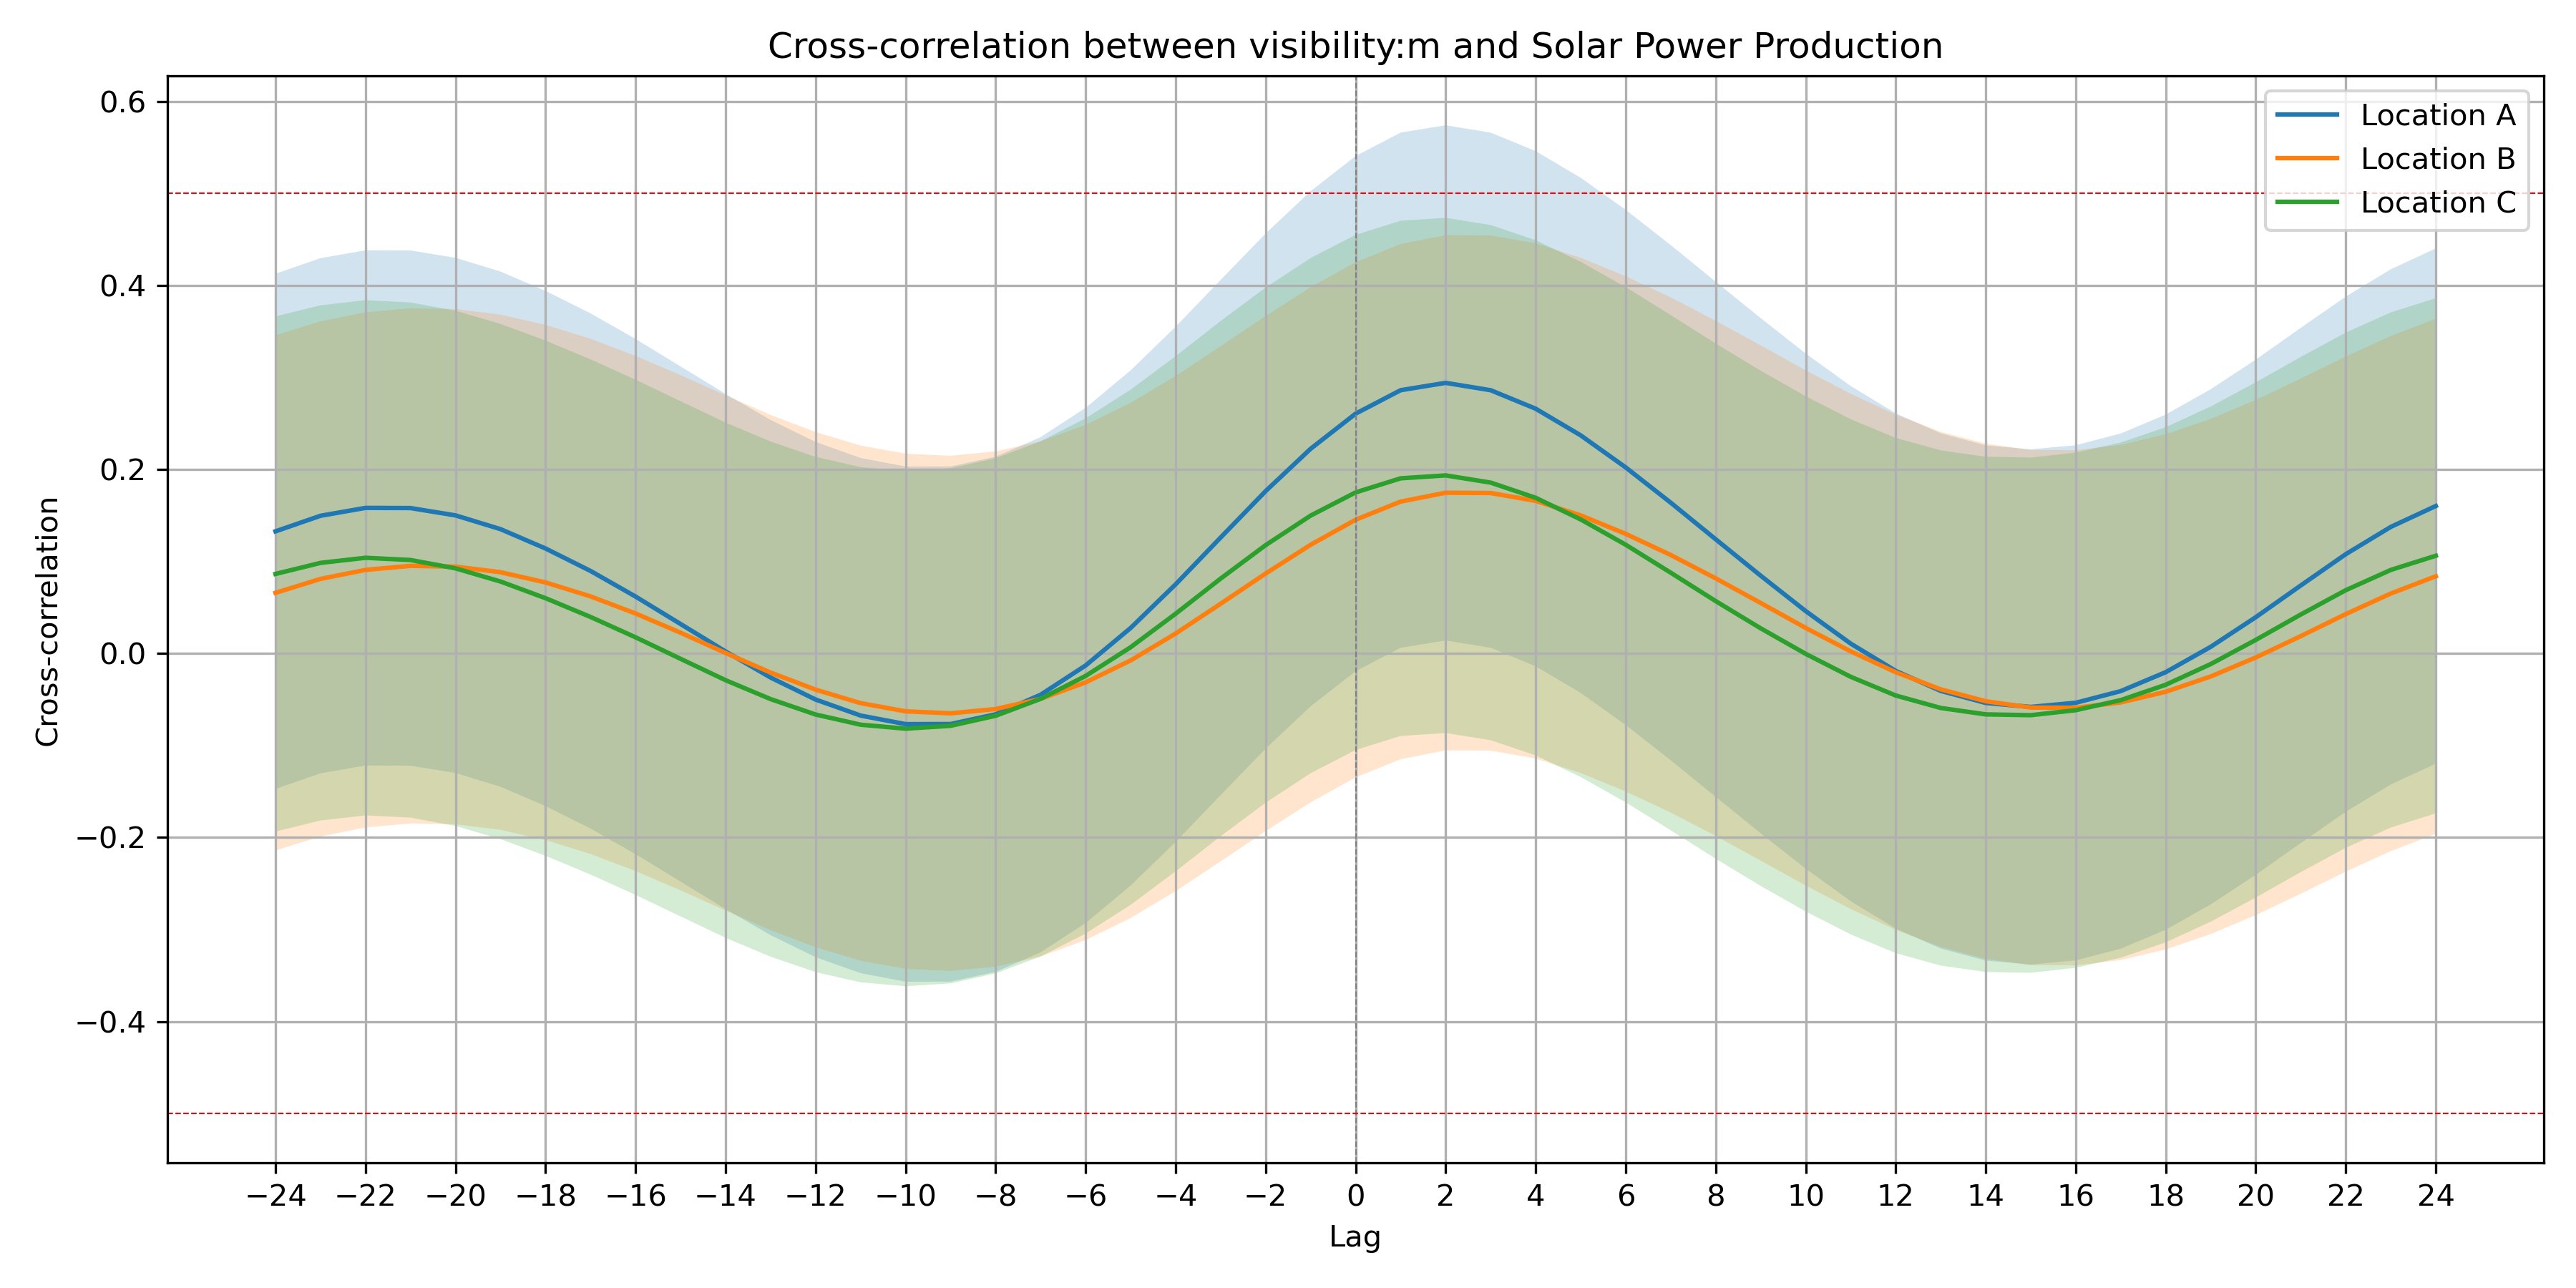 Cross-correlation between visibility:m and Solar Power Production
Location A
Location B
Location C
Cross-correlation
0.6
0.4
0.2
0.0
−0.2
−0.4
−24 −22 −20 −18 −16 −14 −12 −10 −8 −6 −4 −2 0 2 4 6 8 10 12 14 16 18 20 22 24
Lag